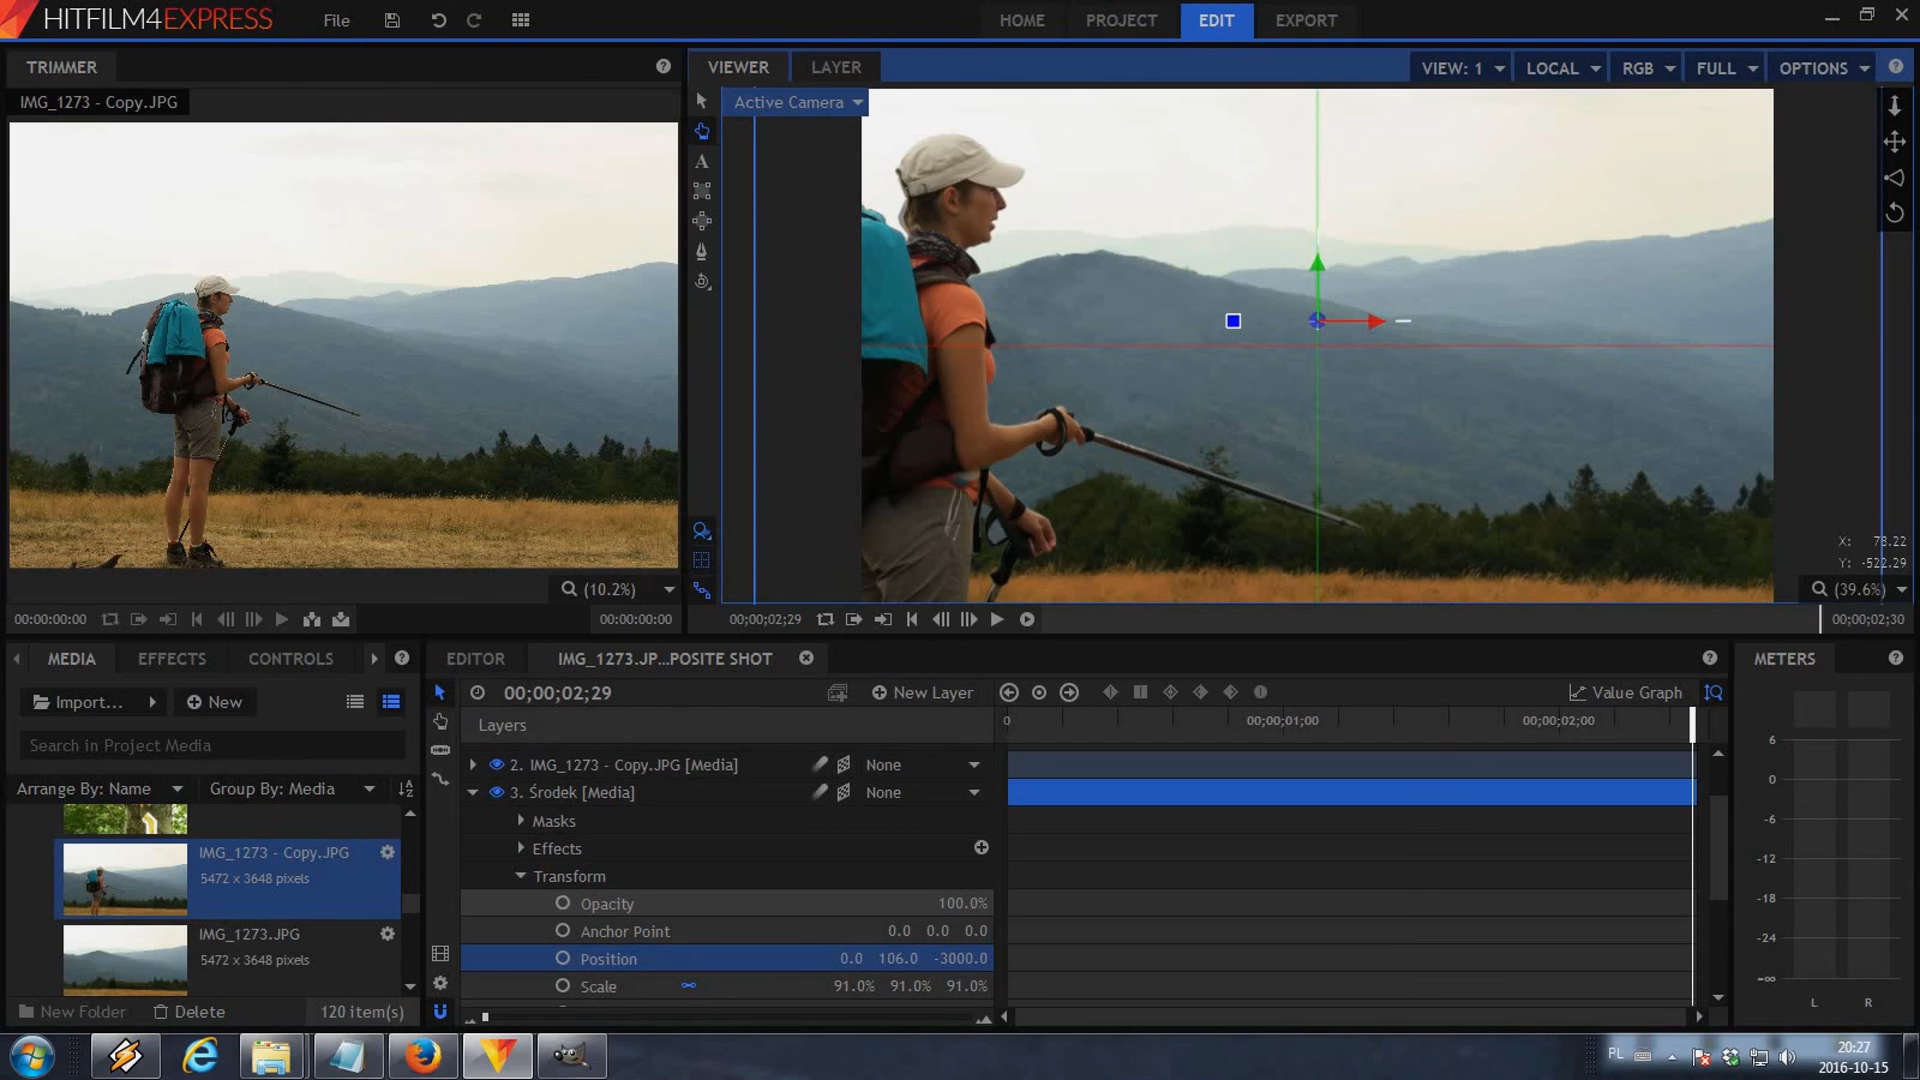 HITFILM4EXPRESS
File
HOME
PROJECT
EDIT
EXPORT
TRIMMER
VIEWER
LAYER
VIEW: 1
LOCAL
RGB
FULL
OPTIONS
IMG_1273 - Copy.JPG
Active Camera
X: 78.22
Y: -522.29
(10.2%)
(39.6%)
00:00:00:00
00:00:00:00
00;00;02;29
00;00;02;30
MEDIA
EFFECTS
CONTROLS
EDITOR
IMG_1273.JP...POSITE SHOT
METERS
Import...
New
00;00;02;29
New Layer
Value Graph
Search in Project Media
Layers
0
00;00;01;00
00;00;02;00
Arrange By: Name
Group By: Media
2. IMG_1273 - Copy.JPG [Media]
None
3. Środek [Media]
None
Masks
Effects
Transform
Opacity
100.0%
Anchor Point
0.0 0.0 0.0
Position
0.0 106.0 -3000.0
Scale
91.0% 91.0% 91.0%
IMG_1273 - Copy.JPG
5472 x 3648 pixels
IMG_1273.JPG
5472 x 3648 pixels
New Folder
Delete
120 item(s)
6
0
-6
-12
-18
-24
-∞
L
R
PL
20:27
2016-10-15